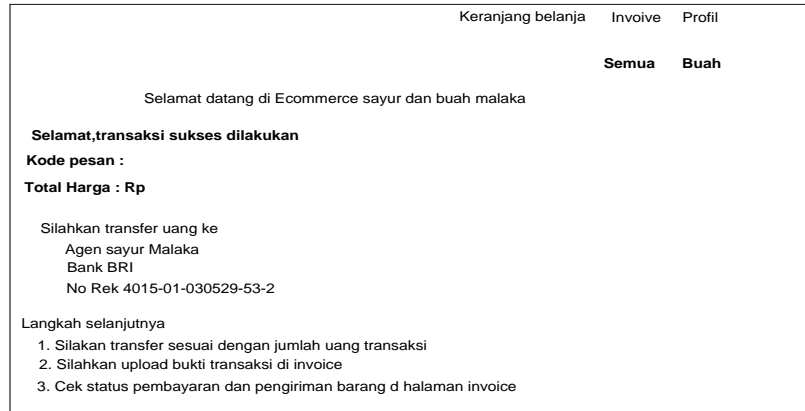 Keranjang belanja Invoive Profil
Semua Buah
Selamat datang di Ecommerce sayur dan buah malaka
Selamat,transaksi sukses dilakukan
Kode pesan :
Total Harga : Rp
Silahkan transfer uang ke
Agen sayur Malaka
Bank BRI
No Rek 4015-01-030529-53-2
Langkah selanjutnya
1. Silakan transfer sesuai dengan jumlah uang transaksi
2. Silahkan upload bukti transaksi di invoice
3. Cek status pembayaran dan pengiriman barang d halaman invoice